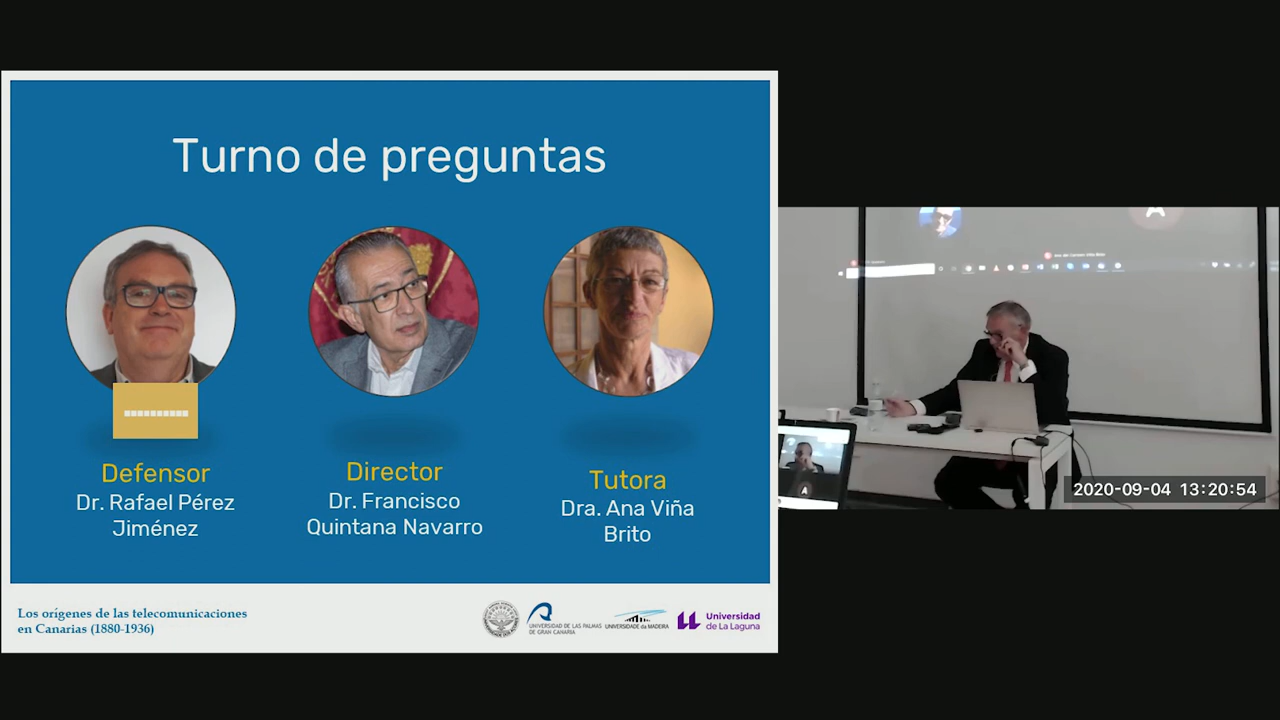 Turno de preguntas
Defensor
Dr. Rafael Pérez
Jiménez
Director
Dr. Francisco
Quintana Navarro
Tutora
Dra. Ana Viña
Brito
Los orígenes de las telecomunicaciones
en Canarias (1880-1936)
UNIVERSIDAD DE LAS PALMAS
DE GRAN CANARIA
UNIVERSIDADE da MADEIRA
Universidad
de La Laguna
A
A
2020-09-04 13:20:54